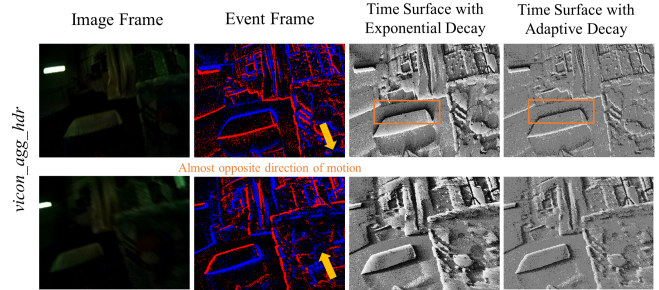 Image Frame
Event Frame
Time Surface with
Exponential Decay
Time Surface with
Adaptive Decay
vicon_agg_hdr
Almost opposite direction of motion